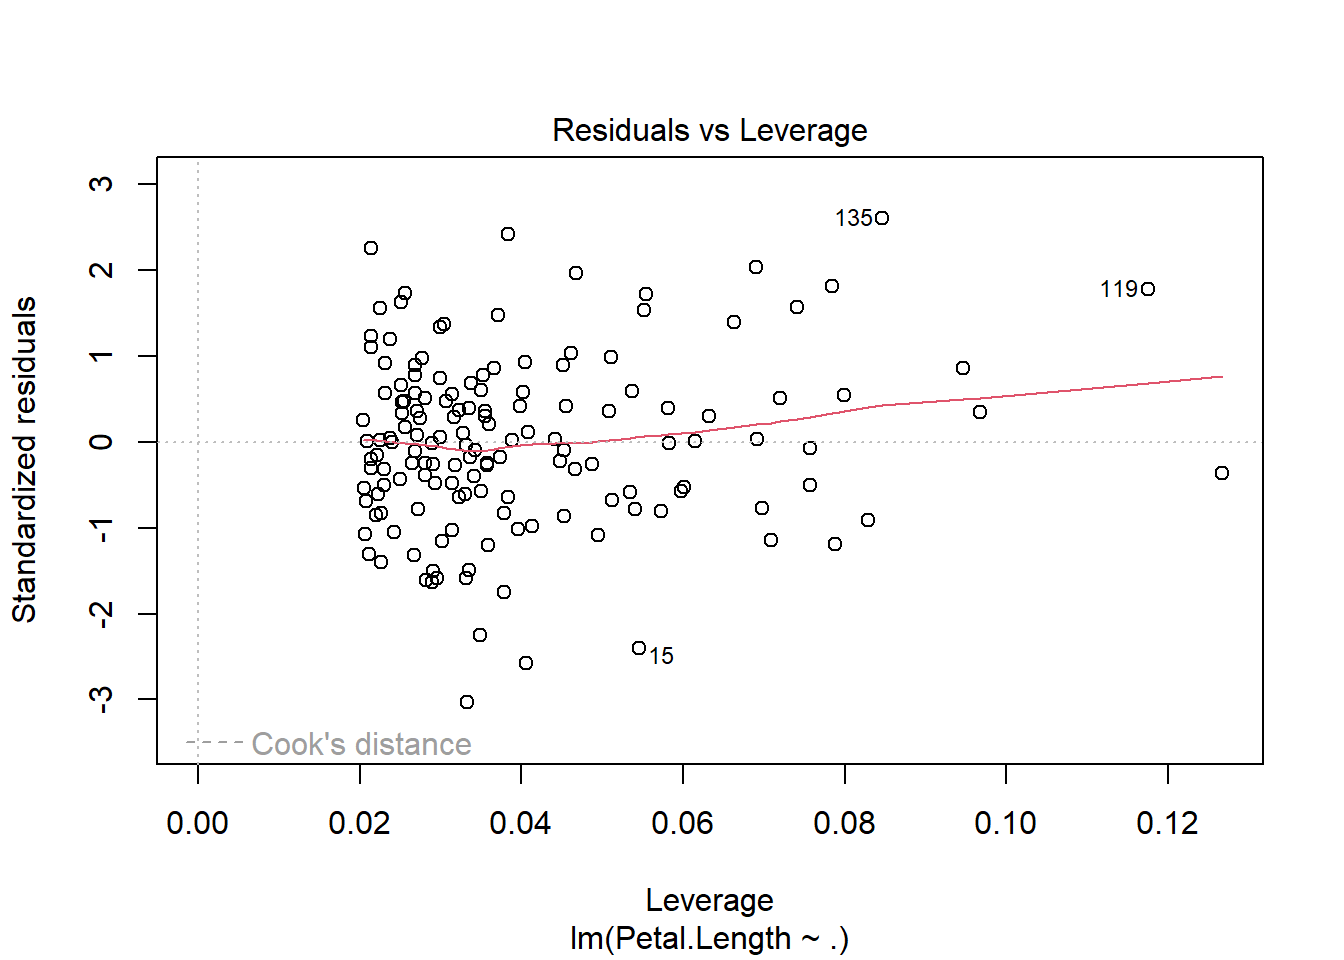 Residuals vs Leverage
Standardized residuals
3
2
1
0
-1
-2
-3
135
119
15
Cook's distance
0.00 0.02 0.04 0.06 0.08 0.10 0.12
Leverage
lm(Petal.Length ~ .)